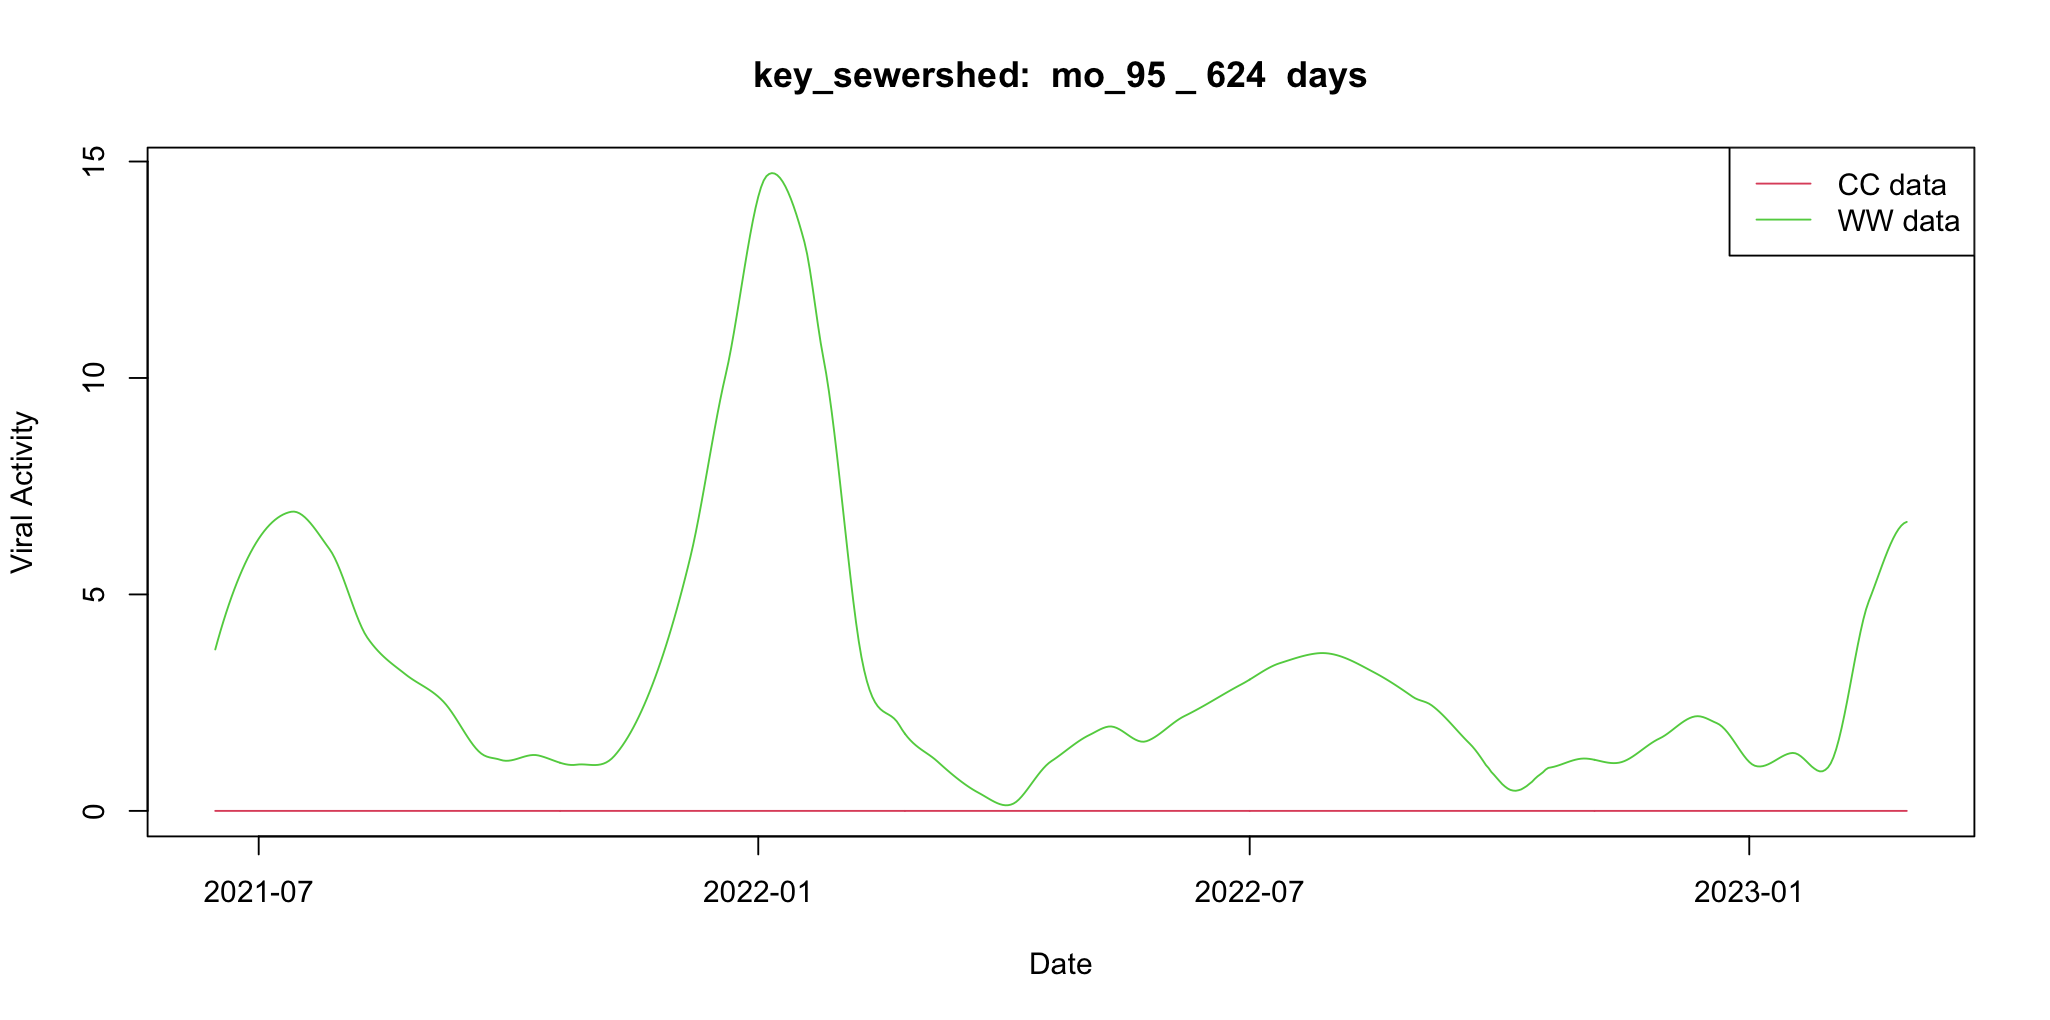 key_sewershed:  mo_95 _ 624  days
CC data
WW data
Viral Activity
15
10
5
0
2021-07
2022-01
2022-07
2023-01
Date